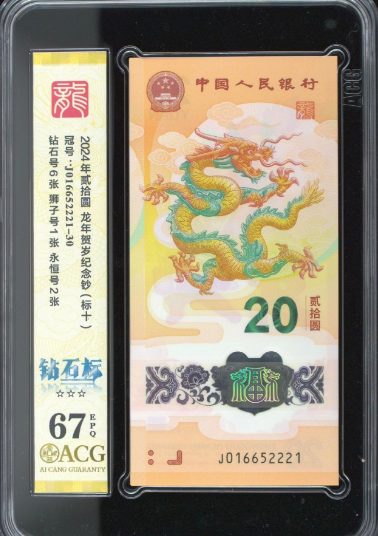 龍
2024年贰拾圆 龙年贺岁纪念钞（标十）
冠号：J016652221-30
钻石号6张 狮子号1张 永恒号2张
钻石标
☆☆☆
67 EPQ
ACG
AI CANG GUARANTY
中国人民银行
龍
20
贰拾圆
J016652221
ACG